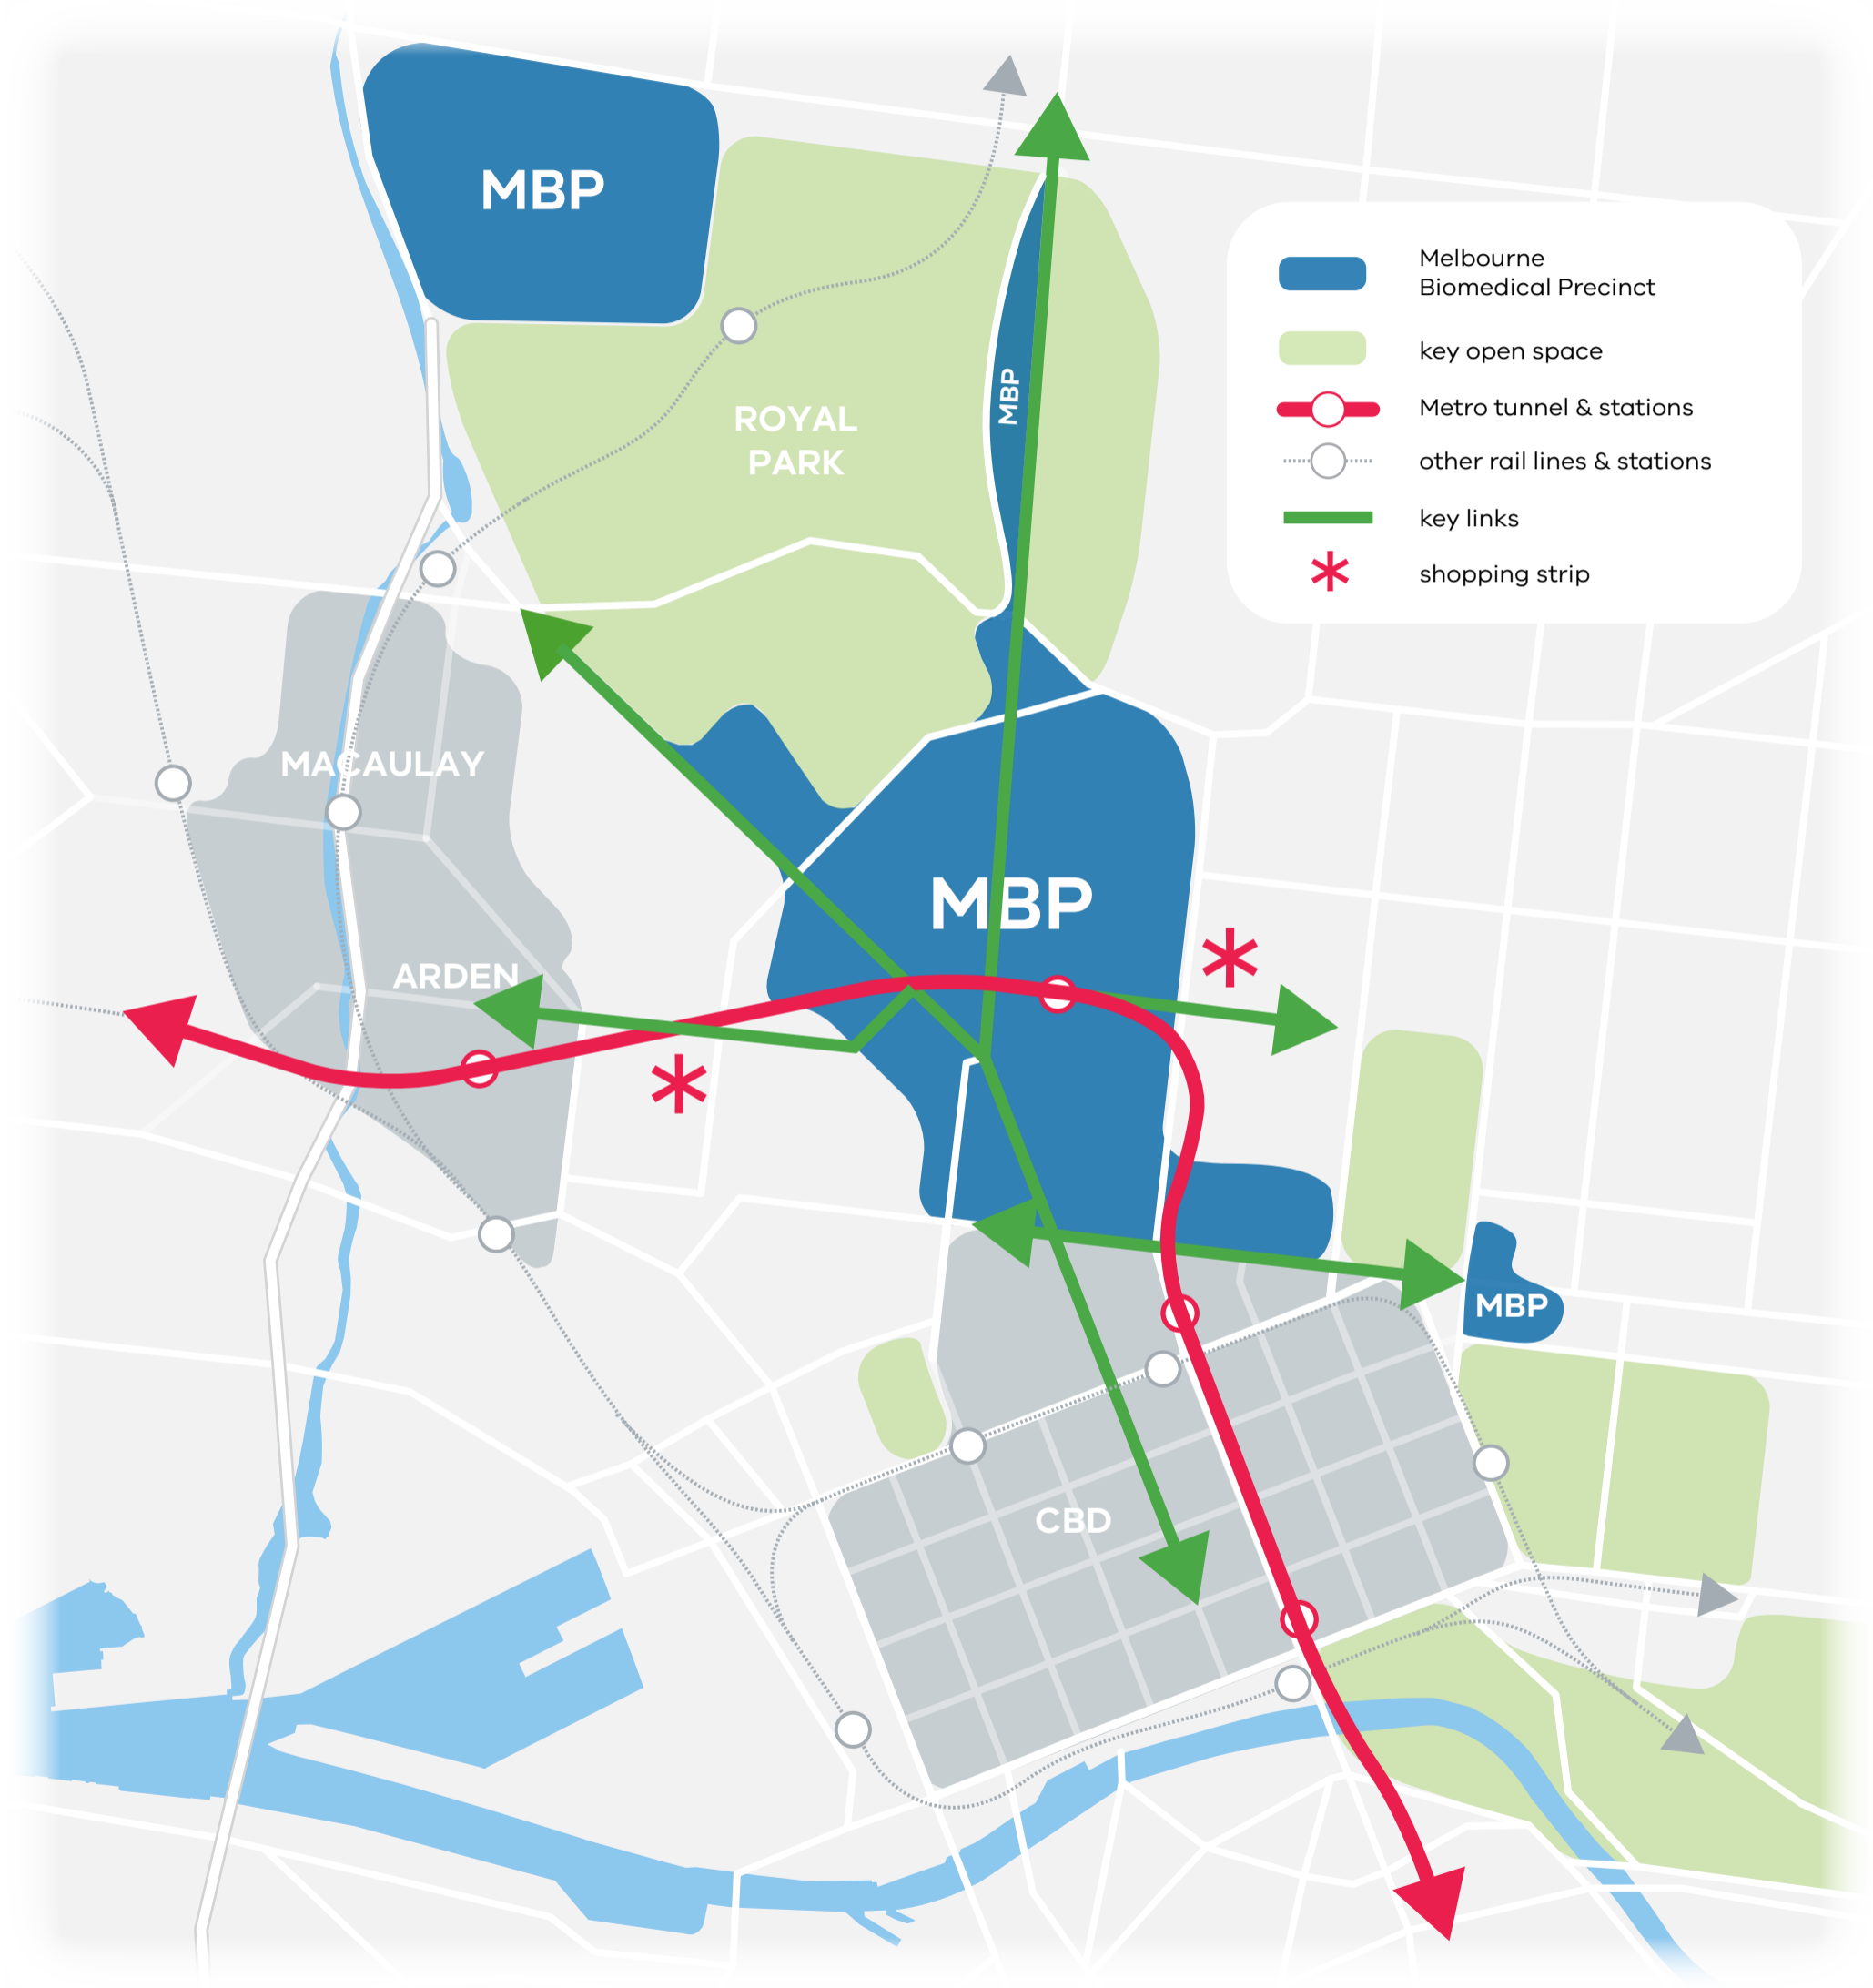 MBP
Melbourne
Biomedical Precinct
key open space
MBP
Metro tunnel & stations
ROYAL
PARK
other rail lines & stations
key links
shopping strip
MACAULAY
MBP
ARDEN
MBP
CBD